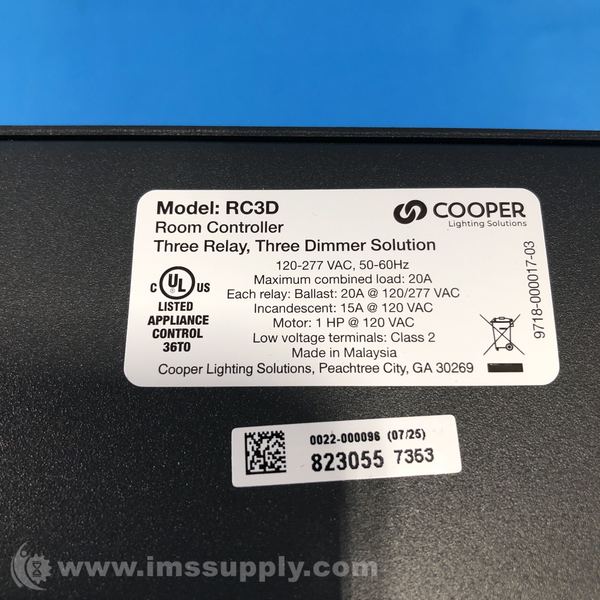 Model: RC3D
Room Controller
Three Relay, Three Dimmer Solution
COOPER
Lighting Solutions
120-277 VAC, 50-60Hz
Maximum combined load: 20A
Each relay: Ballast: 20A @ 120/277 VAC
Incandescent: 15A @ 120 VAC
Motor: 1 HP @ 120 VAC
Low voltage terminals: Class 2
Made in Malaysia
Cooper Lighting Solutions, Peachtree City, GA 30269
C UL US
LISTED
APPLIANCE
CONTROL
36TO
9718-000017-03
0022-000096 (07/25)
823055 7353
www.imssupply.com